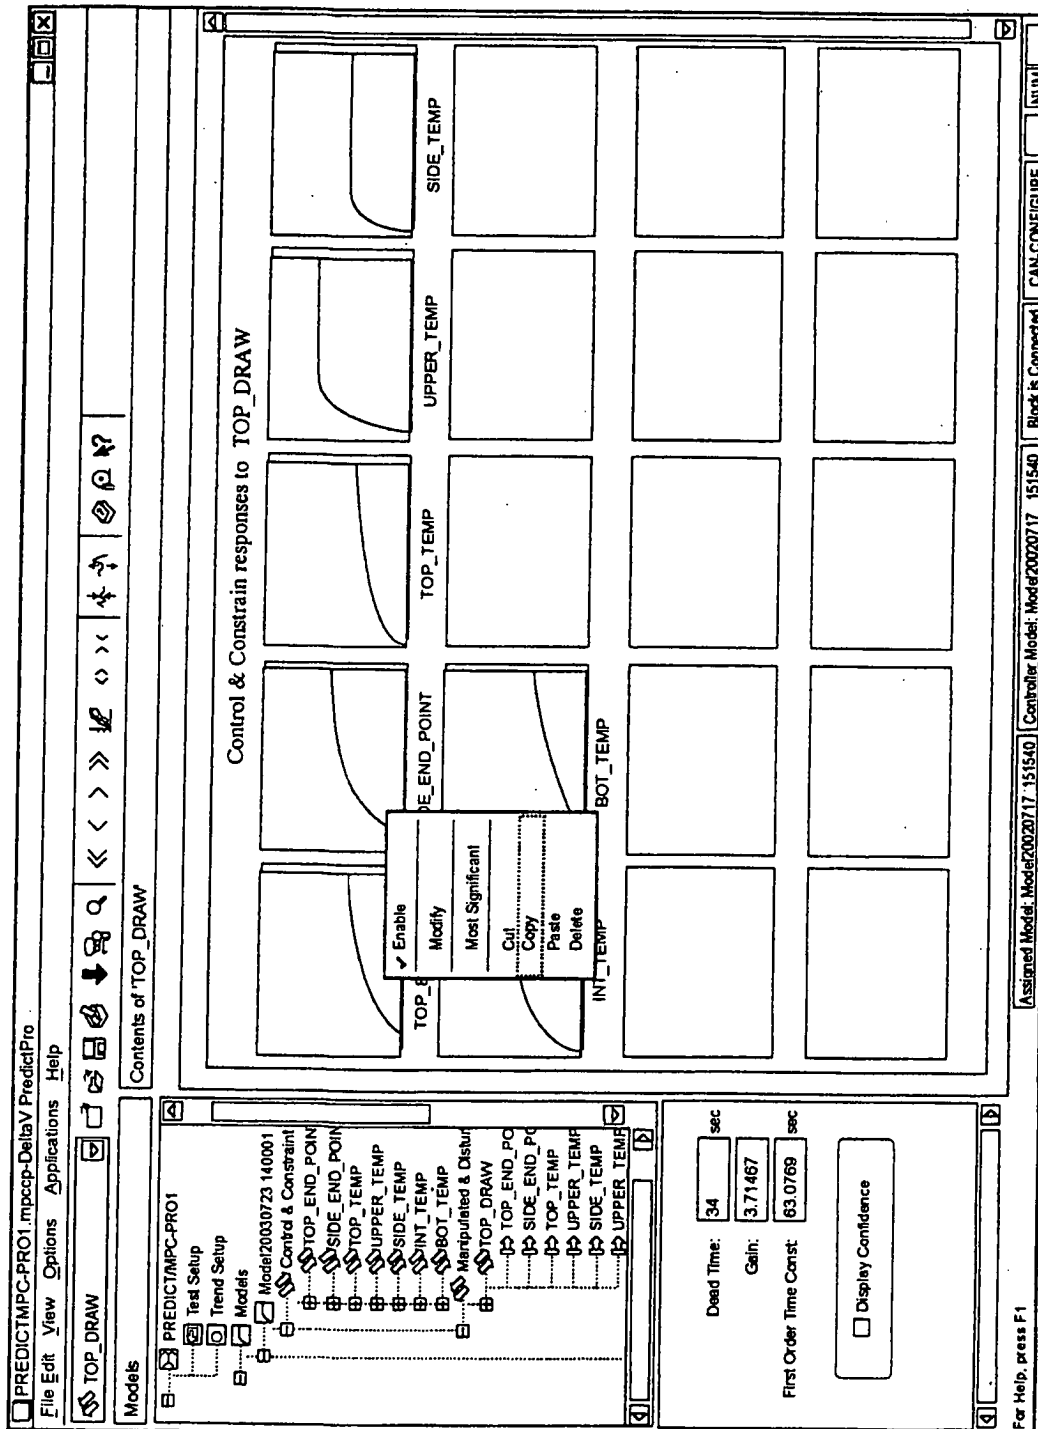 PREDICTMPC-PRO1.mpccp-DeltaV PredictPro
File Edit View Options Applications Help
TOP_DRAW
Models
Contents of 'TOP_DRAW'
PREDICT/MPC-PRO1
Test Setup
Trend Setup
Models
Model20030723 140001
Control & Constraint
TOP_END_POINT
SIDE_END_POIN
TOP_TEMP
UPPER_TEMP
SIDE_TEMP
INT_TEMP
BOT_TEMP
Manipulated & Distur
TOP_DRAW
TOP_END_PO
SIDE_END_PO
TOP_TEMP
UPPER_TEMP
SIDE_TEMP
UPPER_TEMP
Dead Time: 34 sec
Gain: 3.71467
First Order Time Const: 63.0769 sec
Display Confidence
Control & Constrain responses to TOP_DRAW
TOP_E
DE_END_POINT
TOP_TEMP
UPPER_TEMP
SIDE_TEMP
Enable
Modify
Most Significant
Cut
Copy
Paste
Delete
INT_TEMP
BOT_TEMP
For Help, press F1
Assigned Model: Model20020717 151540
Controller Model: Model20020717 151540
Block is Connected
CAN CONFIGURE
NUM